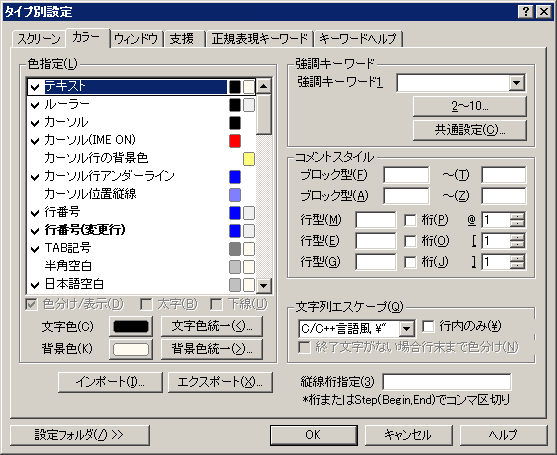 タイプ別設定
スクリーン カラー ウィンドウ 支援 正規表現キーワード キーワードヘルプ
色指定(L)
テキスト
ルーラー
カーソル
カーソル(IME ON)
カーソル行の背景色
カーソル行アンダーライン
カーソル位置縦線
行番号
行番号(変更行)
TAB記号
半角空白
日本語空白
色分け/表示(D) 太字(B) 下線(U)
文字色(C) 文字色統一(<)...
背景色(K) 背景色統一(>)...
インポート(I)... エクスポート(X)...
強調キーワード
強調キーワード1
2～10...
共通設定(G)...
コメントスタイル
ブロック型(F) ～(T)
ブロック型(A) ～(Z)
行型(M) 桁(P) @ 1
行型(E) 桁(O) [ 1
行型(G) 桁(J) ] 1
文字列エスケープ(Q)
C/C++言語風, ¥" 行内のみ(¥)
終了文字がない場合行末まで色分け(N)
縦線桁指定(3)
*桁またはStep(Begin,End)でコンマ区切り
設定フォルダ(/) >> OK キャンセル ヘルプ